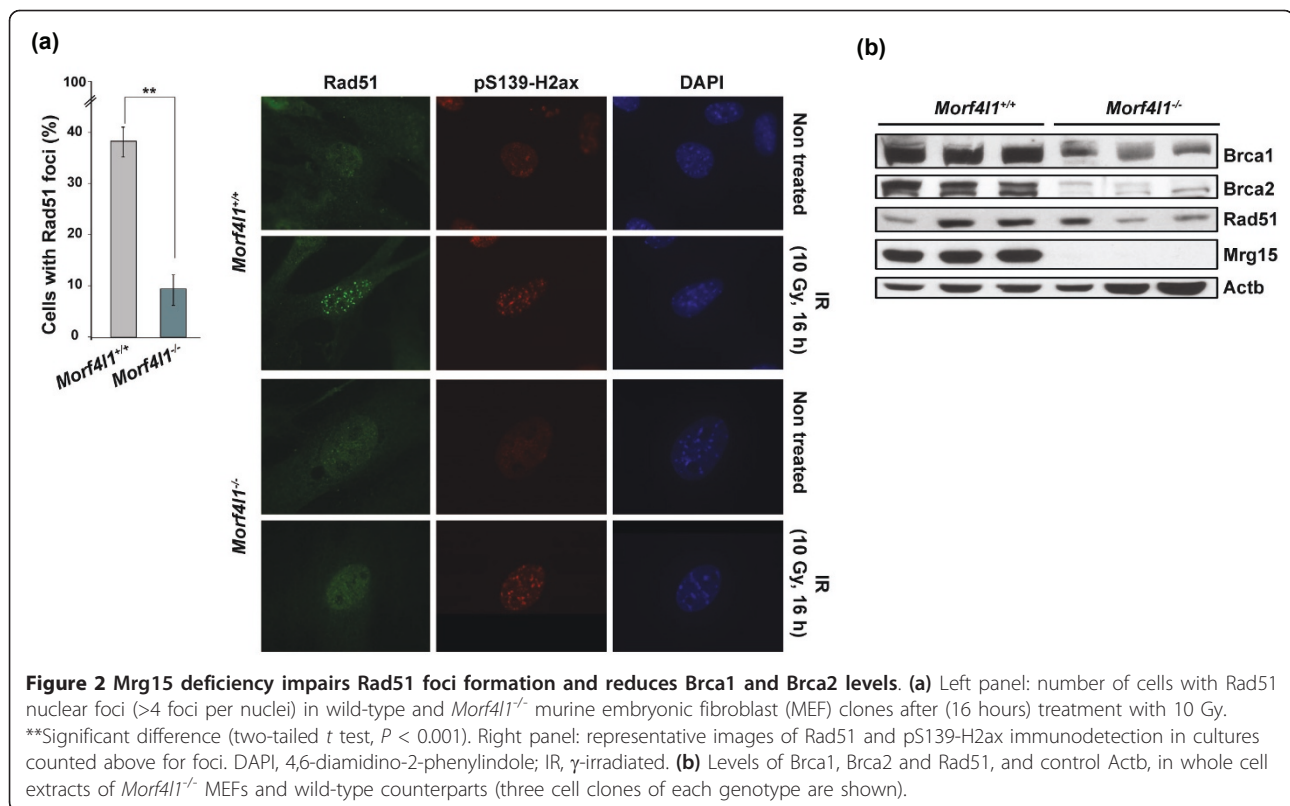 (a)
100
40
30
20
10
0
**
Cells with Rad51 foci (%)
Morf4l1+/+
Morf4l1-/-
Rad51
pS139-H2ax
DAPI
Morf4l1+/+
Non treated
IR
(10 Gy, 16 h)
Morf4l1-/-
Non treated
IR
(10 Gy, 16 h)
(b)
Morf4l1+/+
Morf4l1-/-
Brca1
Brca2
Rad51
Mrg15
Actb
Figure 2 Mrg15 deficiency impairs Rad51 foci formation and reduces Brca1 and Brca2 levels. (a) Left panel: number of cells with Rad51
nuclear foci (>4 foci per nuclei) in wild-type and Morf4l1-/- murine embryonic fibroblast (MEF) clones after (16 hours) treatment with 10 Gy.
**Significant difference (two-tailed t test, P < 0.001). Right panel: representative images of Rad51 and pS139-H2ax immunodetection in cultures
counted above for foci. DAPI, 4,6-diamidino-2-phenylindole; IR, γ-irradiated. (b) Levels of Brca1, Brca2 and Rad51, and control Actb, in whole cell
extracts of Morf4l1-/- MEFs and wild-type counterparts (three cell clones of each genotype are shown).